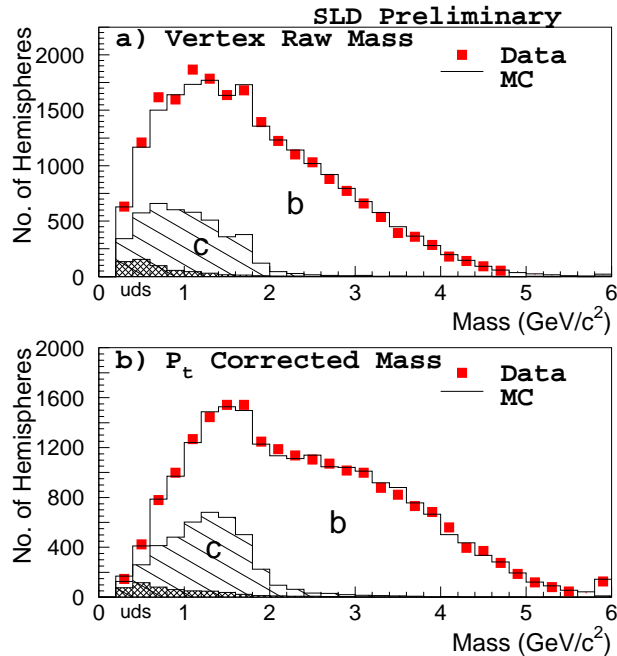 SLD Preliminary
a) Vertex Raw Mass
Data
MC
No. of Hemispheres
2000
1500
1000
500
0
b
c
uds
0 1 2 3 4 5 6
Mass (GeV/c²)
b) Pₜ Corrected Mass
Data
MC
No. of Hemispheres
2000
1600
1200
800
400
0
b
c
uds
0 1 2 3 4 5 6
Mass (GeV/c²)